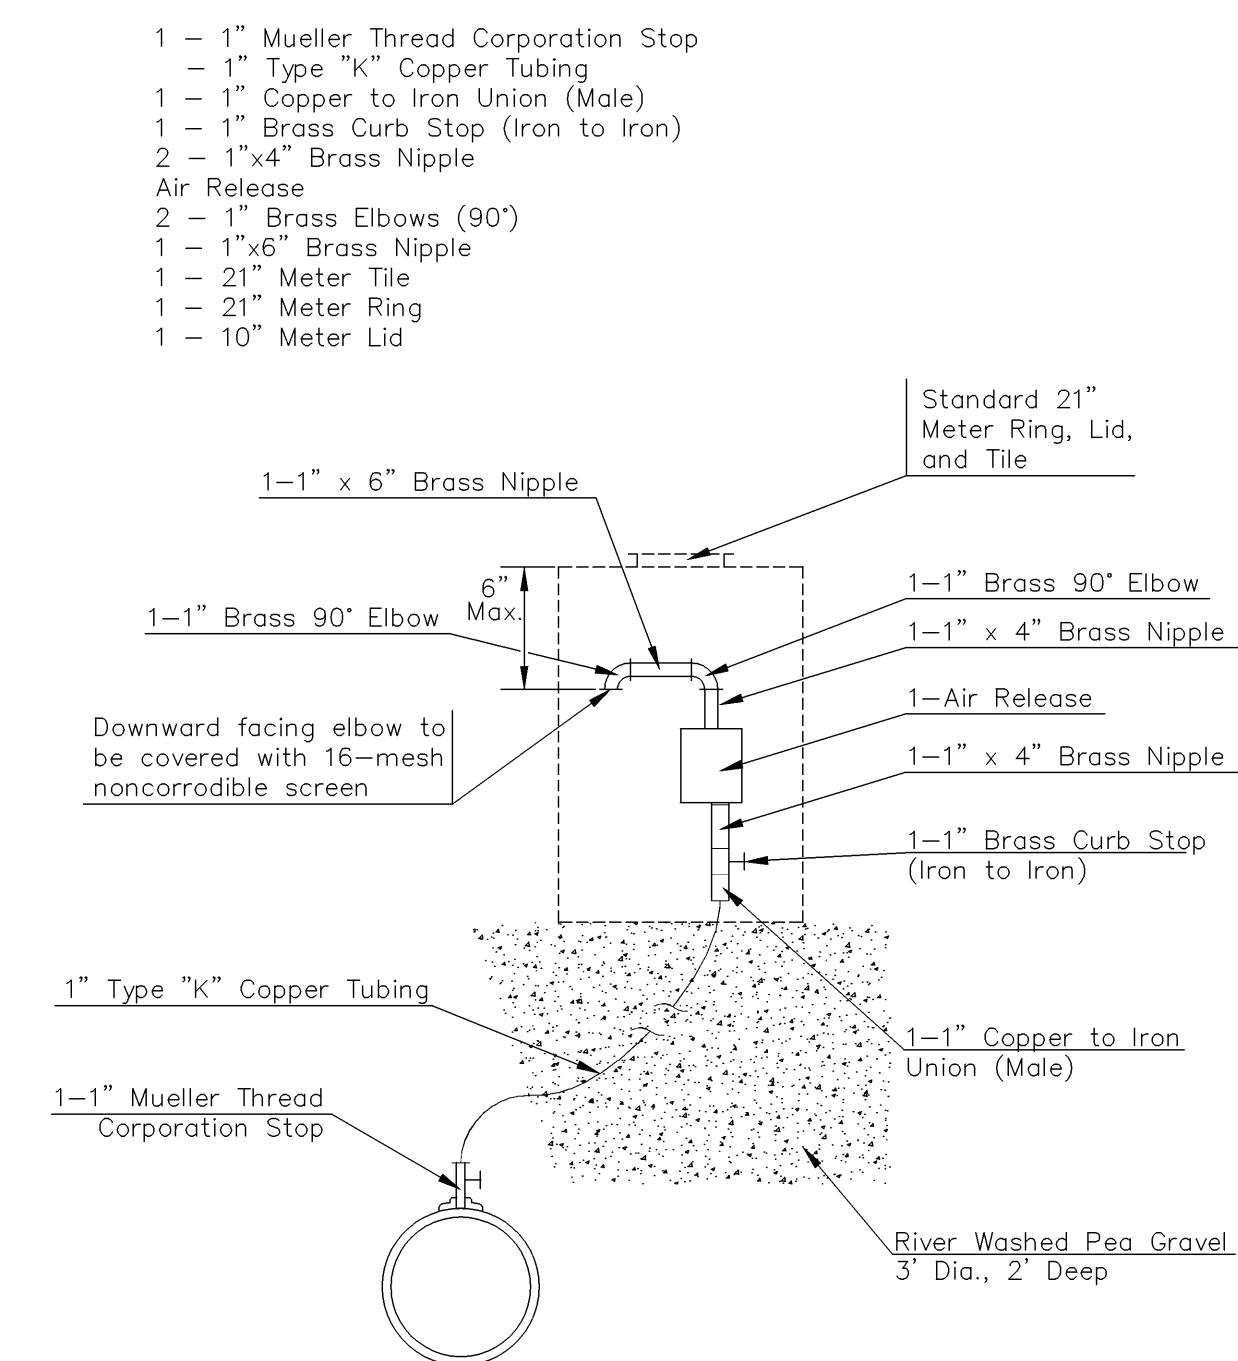 1 – 1" Mueller Thread Corporation Stop
– 1" Type "K" Copper Tubing
1 – 1" Copper to Iron Union (Male)
1 – 1" Brass Curb Stop (Iron to Iron)
2 – 1"x4" Brass Nipple
Air Release
2 – 1" Brass Elbows (90°)
1 – 1"x6" Brass Nipple
1 – 21" Meter Tile
1 – 21" Meter Ring
1 – 10" Meter Lid
Standard 21"
Meter Ring, Lid,
and Tile
1–1" x 6" Brass Nipple
6"
Max.
1–1" Brass 90° Elbow
1–1" Brass 90° Elbow
1–1" x 4" Brass Nipple
1–Air Release
Downward facing elbow to
be covered with 16–mesh
noncorrodible screen
1–1" x 4" Brass Nipple
1–1" Brass Curb Stop
(Iron to Iron)
1" Type "K" Copper Tubing
1–1" Copper to Iron
Union (Male)
1–1" Mueller Thread
Corporation Stop
River Washed Pea Gravel
3' Dia., 2' Deep